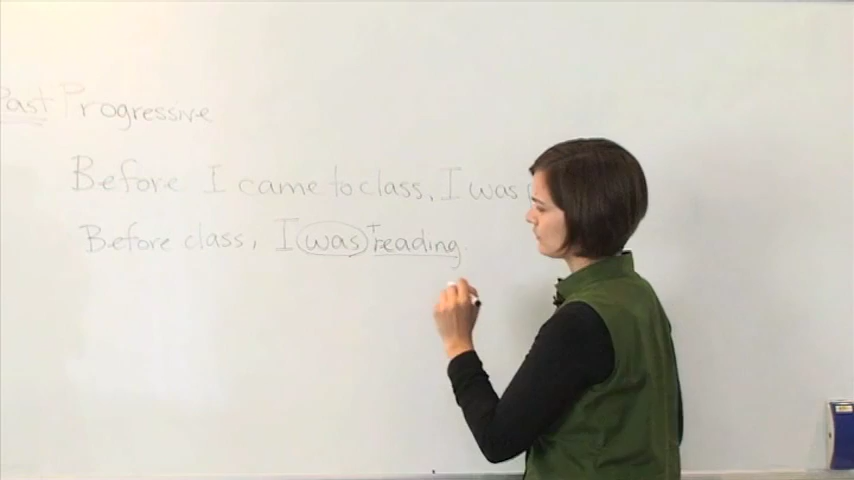 Past Progressive
Before I came to class, I was
Before class, I was + reading.